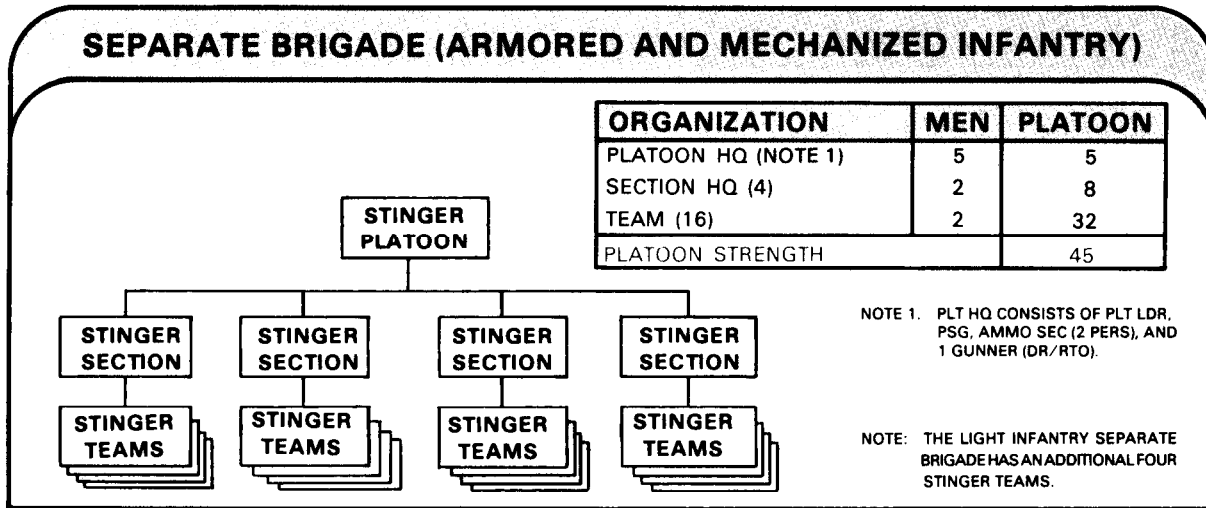 SEPARATE BRIGADE (ARMORED AND MECHANIZED INFANTRY)
ORGANIZATION MEN PLATOON
PLATOON HQ (NOTE 1) 5 5
SECTION HQ (4) 2 8
TEAM (16) 2 32
PLATOON STRENGTH 45
STINGER
PLATOON
STINGER
SECTION
STINGER
SECTION
STINGER
SECTION
STINGER
SECTION
STINGER
TEAMS
STINGER
TEAMS
STINGER
TEAMS
STINGER
TEAMS
NOTE 1. PLT HQ CONSISTS OF PLT LDR,
PSG, AMMO SEC (2 PERS), AND
1 GUNNER (DR/RTO).
NOTE: THE LIGHT INFANTRY SEPARATE
BRIGADE HAS AN ADDITIONAL FOUR
STINGER TEAMS.